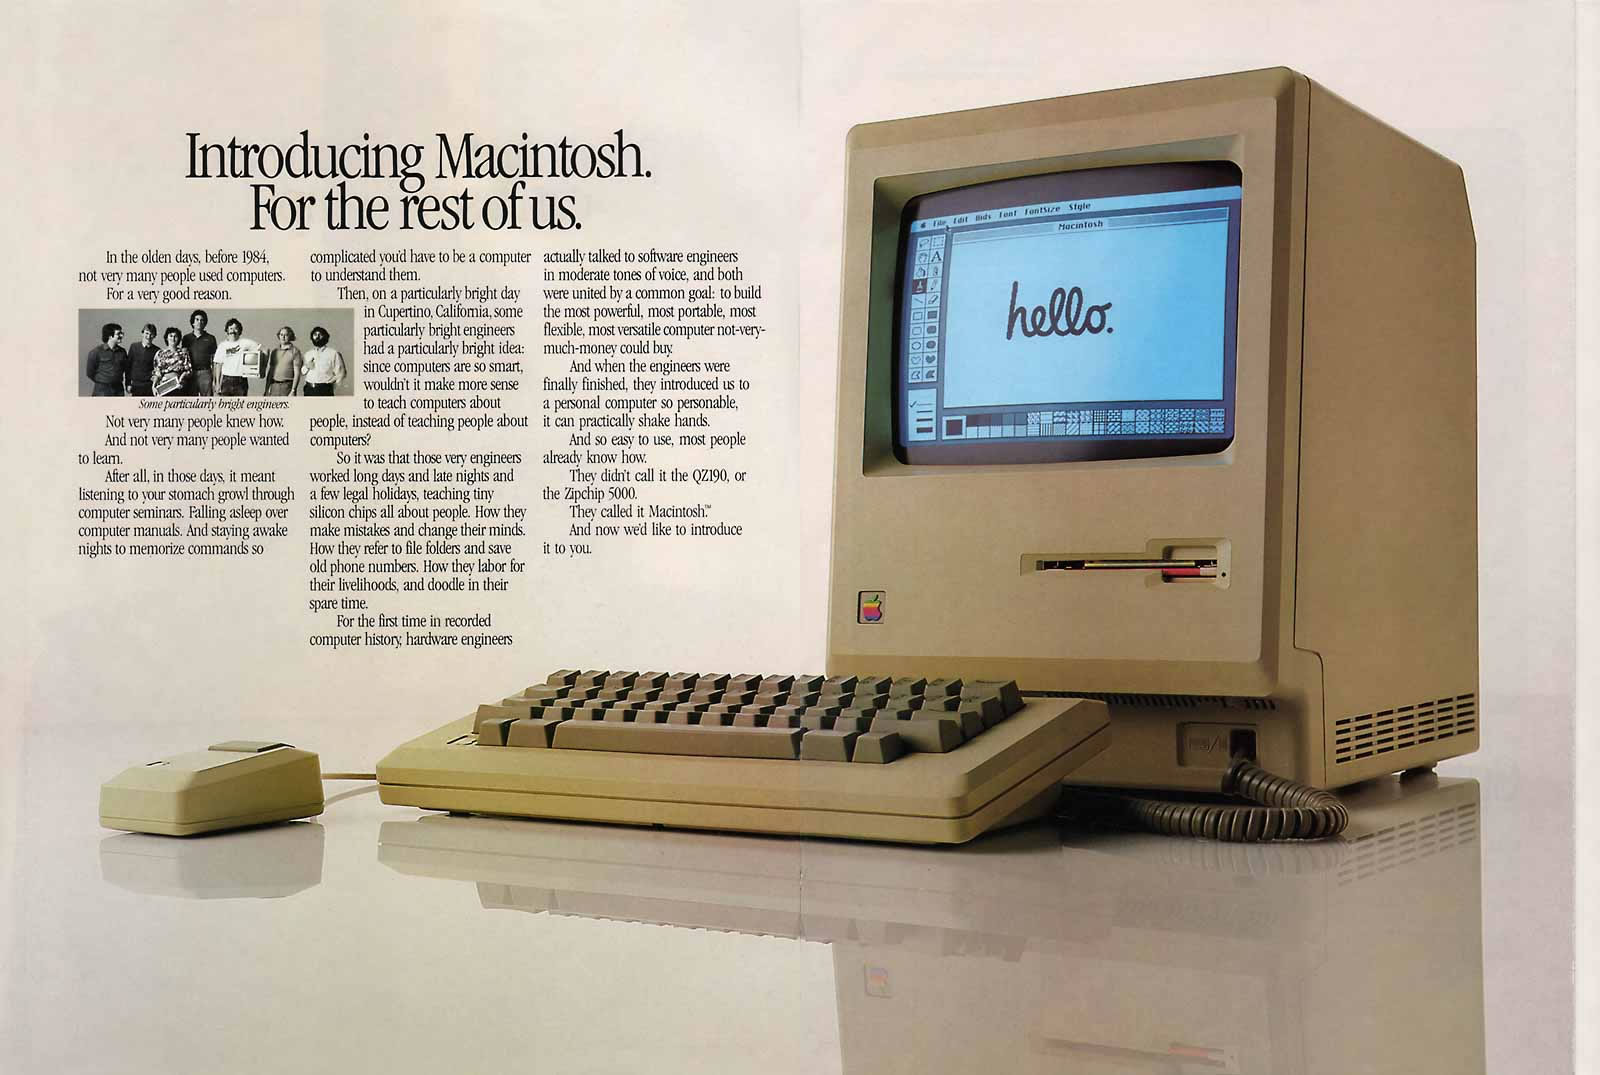 Introducing Macintosh.
For the rest of us.
In the olden days, before 1984,
not very many people used computers.
For a very good reason.
Some particularly bright engineers.
Not very many people knew how.
And not very many people wanted
to learn.
After all, in those days, it meant
listening to your stomach growl through
computer seminars. Falling asleep over
computer manuals. And staying awake
nights to memorize commands so
complicated you'd have to be a computer
to understand them.
Then, on a particularly bright day
in Cupertino, California, some
particularly bright engineers
had a particularly bright idea:
since computers are so smart,
wouldn't it make more sense
to teach computers about
people, instead of teaching people about
computers?
So it was that those very engineers
worked long days and late nights and
a few legal holidays, teaching tiny
silicon chips all about people. How they
make mistakes and change their minds.
How they refer to file folders and save
old phone numbers. How they labor for
their livelihoods, and doodle in their
spare time.
For the first time in recorded
computer history, hardware engineers
actually talked to software engineers
in moderate tones of voice, and both
were united by a common goal: to build
the most powerful, most portable, most
flexible, most versatile computer not-very-
much-money could buy.
And when the engineers were
finally finished, they introduced us to
a personal computer so personable,
it can practically shake hands.
And so easy to use, most people
already know how.
They didn't call it the QZ190, or
the Zipchip 5000.
They called it Macintosh.™
And now we'd like to introduce
it to you.
File Edit Aids Font FontSize Style
Macintosh
A
hello.